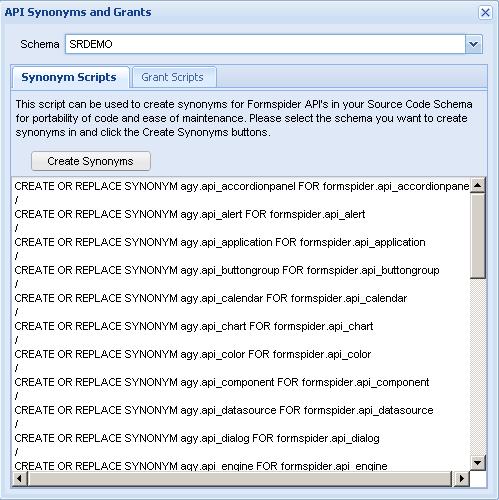 API Synonyms and Grants
Schema SRDEMO
Synonym Scripts Grant Scripts
This script can be used to create synonyms for Formspider API's in your Source Code Schema
for portability of code and ease of maintenance. Please select the schema you want to create
synonyms in and click the Create Synonyms buttons.
Create Synonyms
CREATE OR REPLACE SYNONYM agy.api_accordionpanel FOR formspider.api_accordionpane
/
CREATE OR REPLACE SYNONYM agy.api_alert FOR formspider.api_alert
/
CREATE OR REPLACE SYNONYM agy.api_application FOR formspider.api_application
/
CREATE OR REPLACE SYNONYM agy.api_buttongroup FOR formspider.api_buttongroup
/
CREATE OR REPLACE SYNONYM agy.api_calendar FOR formspider.api_calendar
/
CREATE OR REPLACE SYNONYM agy.api_chart FOR formspider.api_chart
/
CREATE OR REPLACE SYNONYM agy.api_color FOR formspider.api_color
/
CREATE OR REPLACE SYNONYM agy.api_component FOR formspider.api_component
/
CREATE OR REPLACE SYNONYM agy.api_datasource FOR formspider.api_datasource
/
CREATE OR REPLACE SYNONYM agy.api_dialog FOR formspider.api_dialog
/
CREATE OR REPLACE SYNONYM agy.api_engine FOR formspider.api_engine